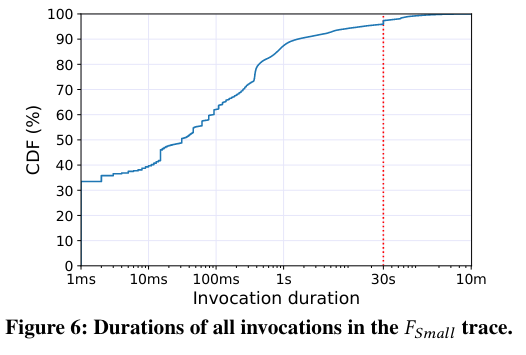 100
90
80
70
60
50
40
30
20
10
0
CDF (%)
1ms 10ms 100ms 1s 30s 10m
Invocation duration
Figure 6: Durations of all invocations in the F_Small trace.